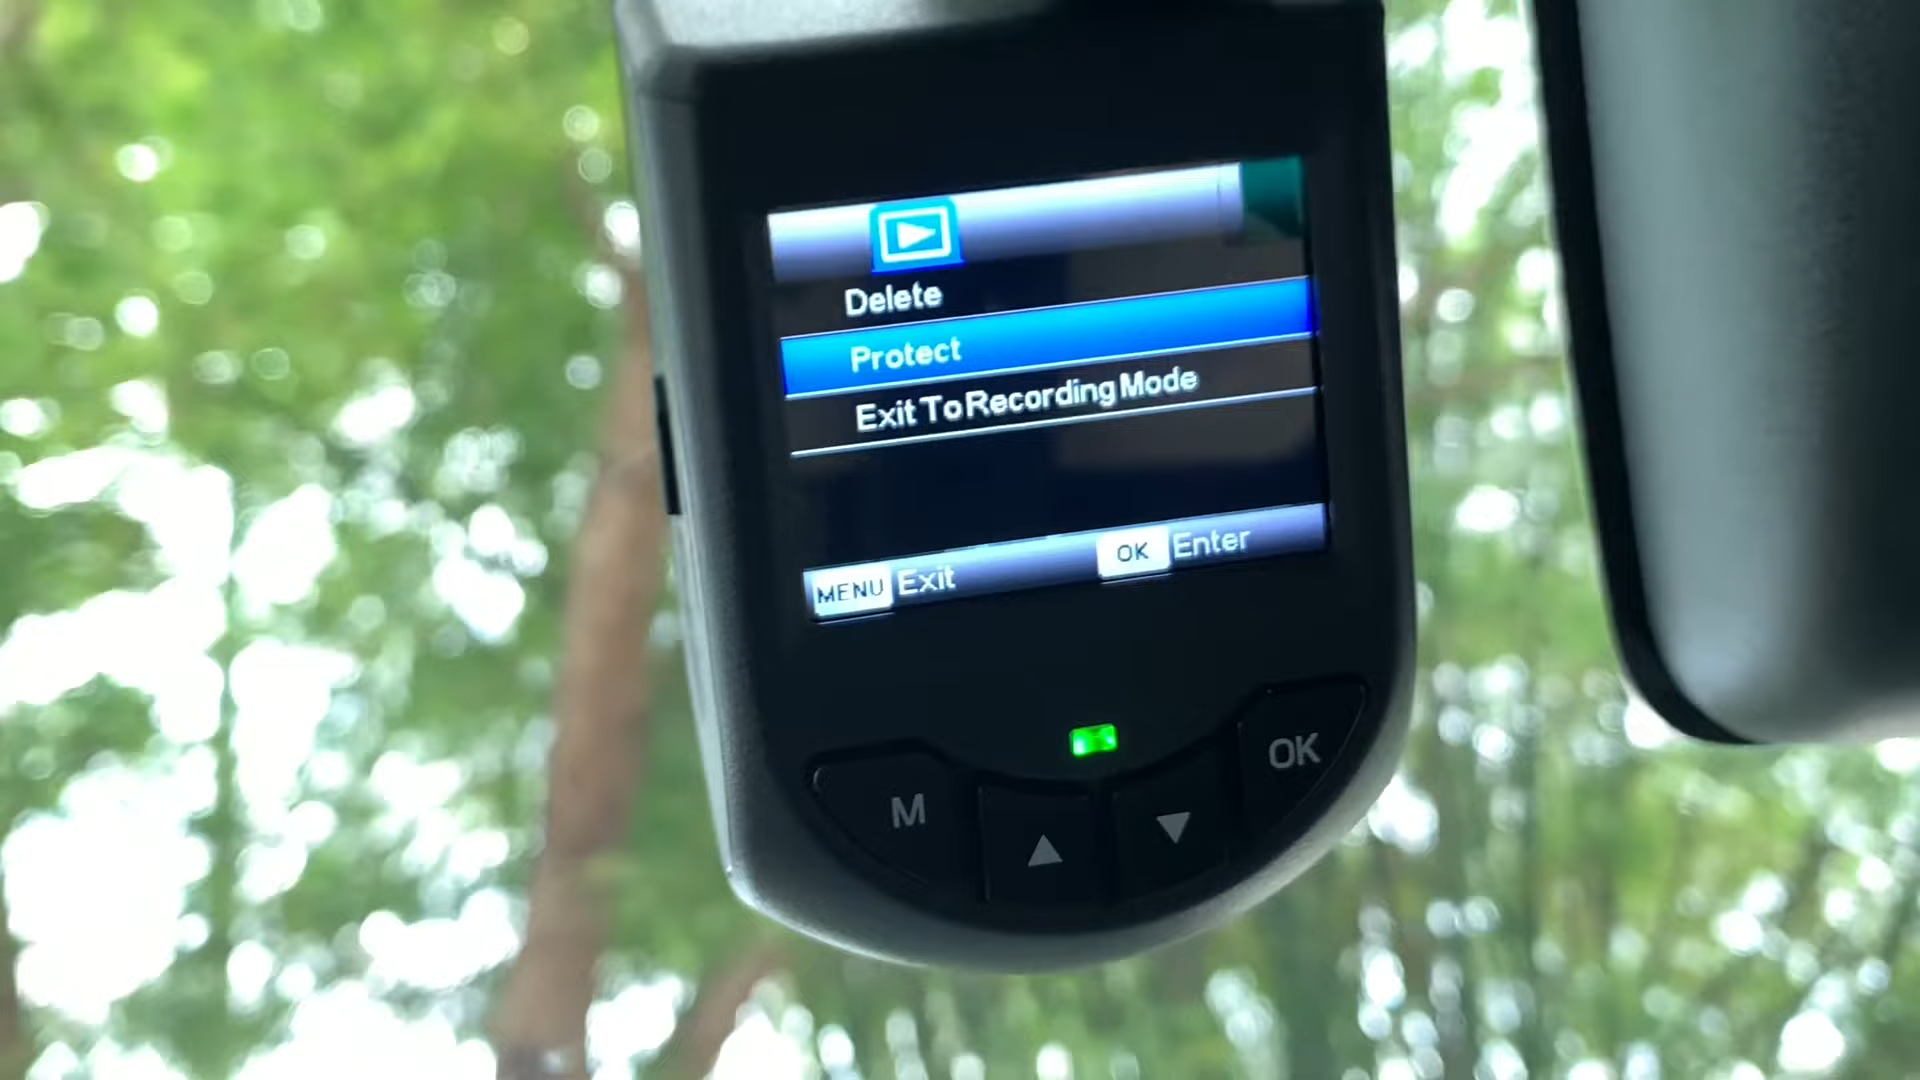 Delete
Protect
Exit To Recording Mode
MENU Exit OK Enter
M ▲ ▼ OK